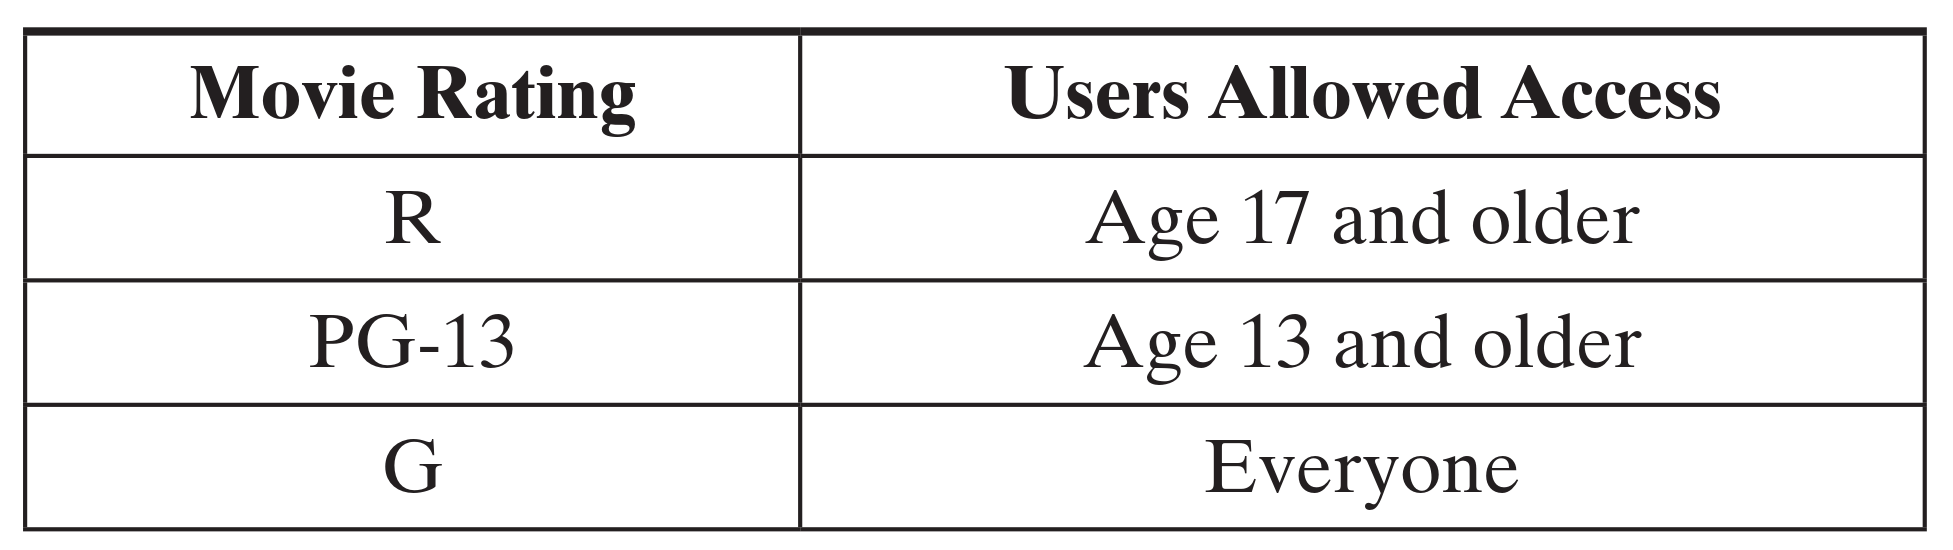 Movie Rating Users Allowed Access
R Age 17 and older
PG-13 Age 13 and older
G Everyone